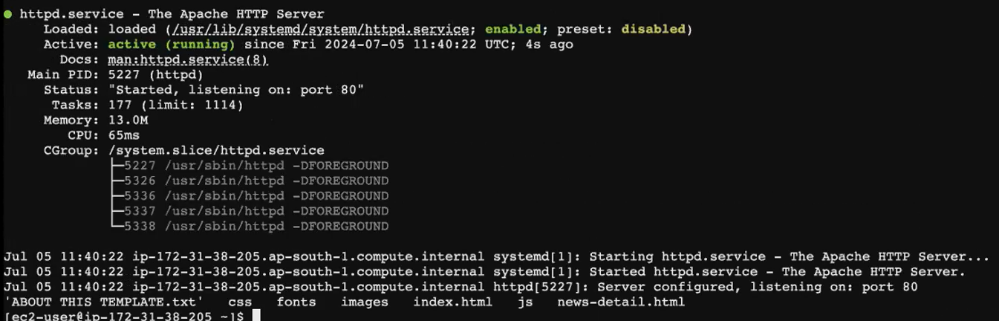 ● httpd.service - The Apache HTTP Server
Loaded: loaded (/usr/lib/systemd/system/httpd.service; enabled; preset: disabled)
Active: active (running) since Fri 2024-07-05 11:40:22 UTC; 4s ago
Docs: man:httpd.service(8)
Main PID: 5227 (httpd)
Status: "Started, listening on: port 80"
Tasks: 177 (limit: 1114)
Memory: 13.0M
CPU: 65ms
CGroup: /system.slice/httpd.service
├─5227 /usr/sbin/httpd -DFOREGROUND
├─5326 /usr/sbin/httpd -DFOREGROUND
├─5336 /usr/sbin/httpd -DFOREGROUND
├─5337 /usr/sbin/httpd -DFOREGROUND
└─5338 /usr/sbin/httpd -DFOREGROUND
Jul 05 11:40:22 ip-172-31-38-205.ap-south-1.compute.internal systemd[1]: Starting httpd.service - The Apache HTTP Server...
Jul 05 11:40:22 ip-172-31-38-205.ap-south-1.compute.internal systemd[1]: Started httpd.service - The Apache HTTP Server.
Jul 05 11:40:22 ip-172-31-38-205.ap-south-1.compute.internal httpd[5227]: Server configured, listening on: port 80
'ABOUT THIS TEMPLATE.txt' css fonts images index.html js news-detail.html
[ec2-user@ip-172-31-38-205 ~]$